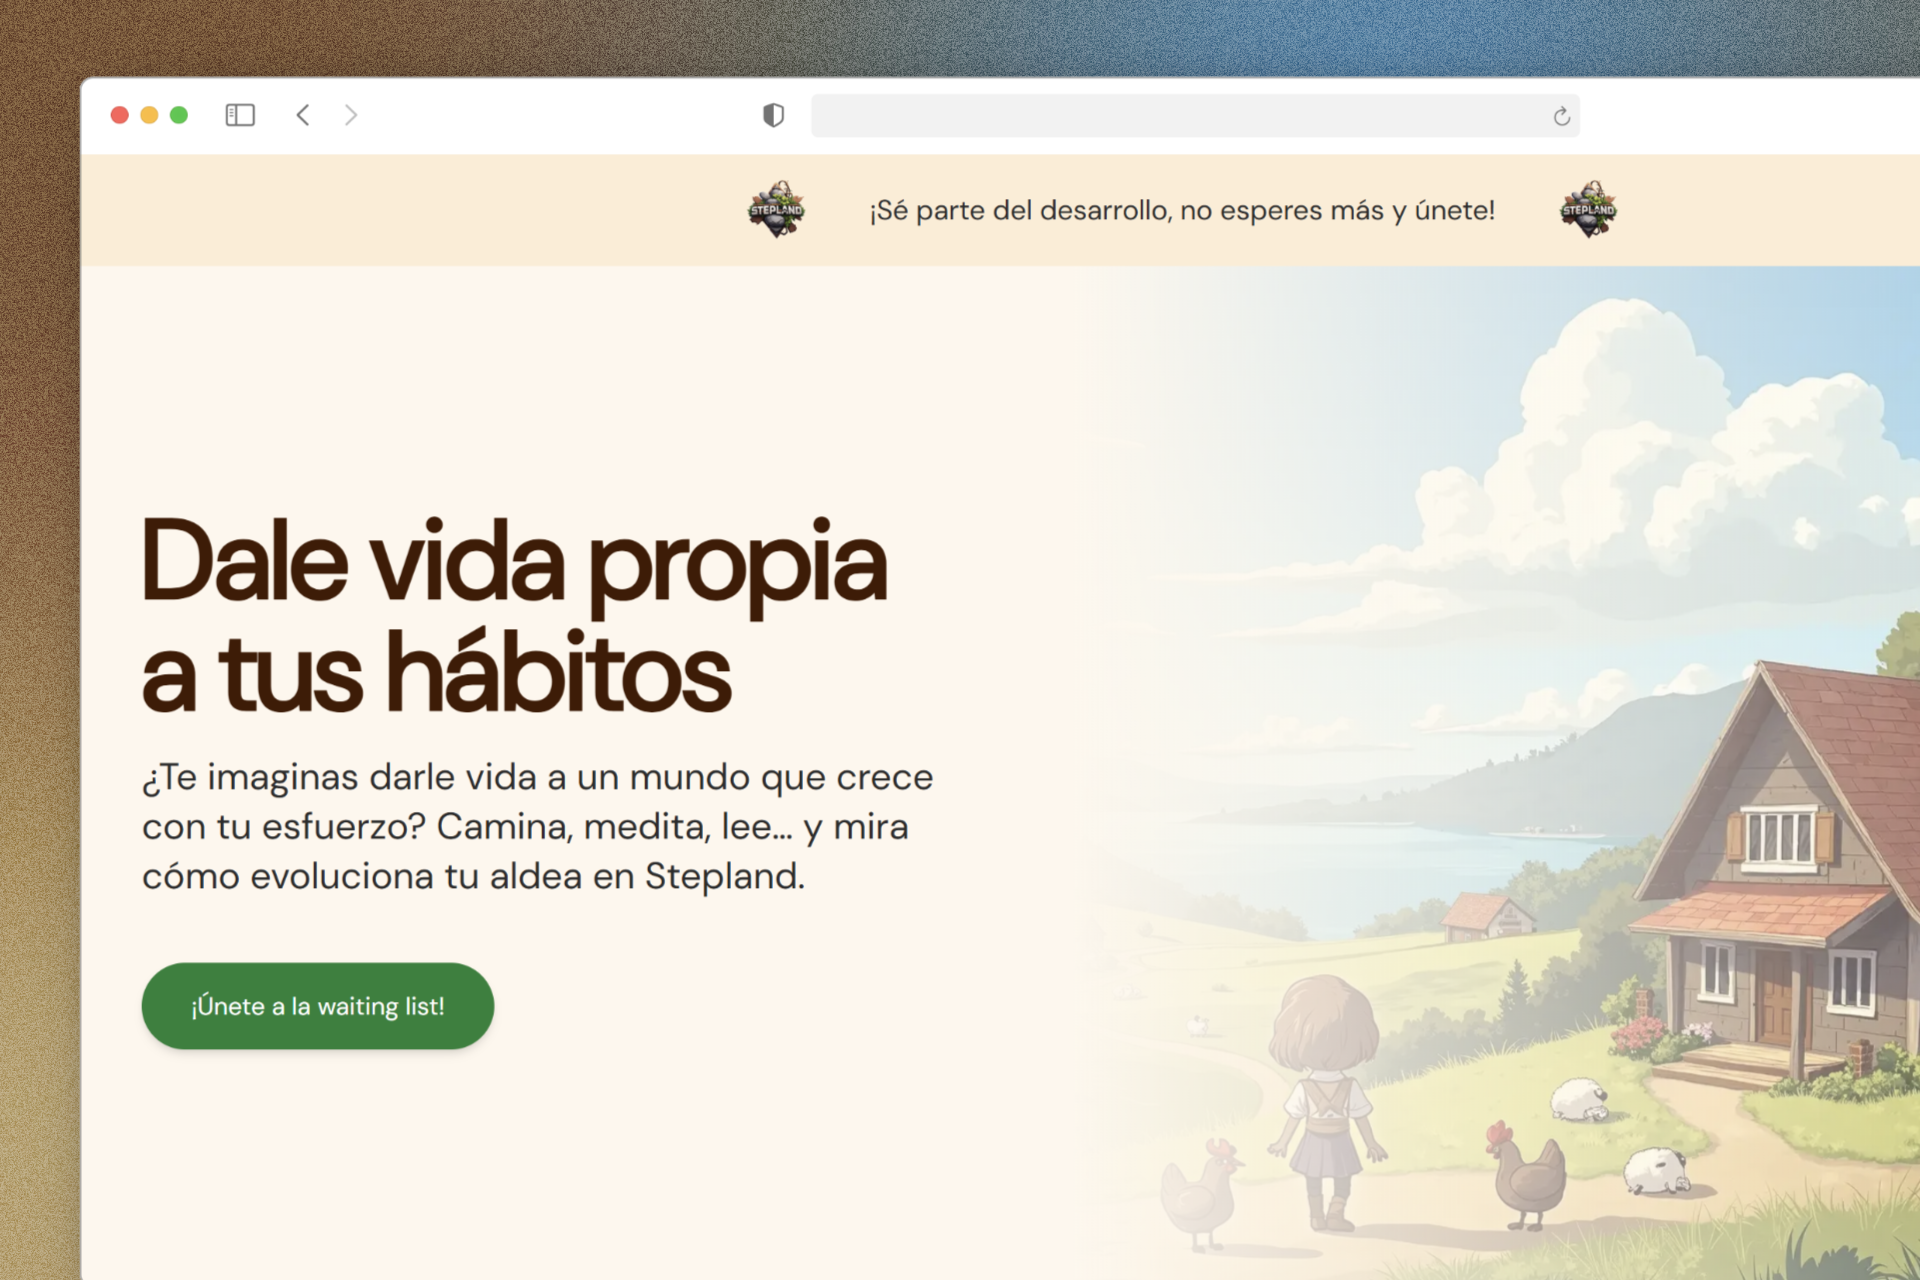 STEPLAND ¡Sé parte del desarrollo, no esperes más y únete! STEPLAND
Dale vida propia
a tus hábitos
¿Te imaginas darle vida a un mundo que crece
con tu esfuerzo? Camina, medita, lee... y mira
cómo evoluciona tu aldea en Stepland.
¡Únete a la waiting list!